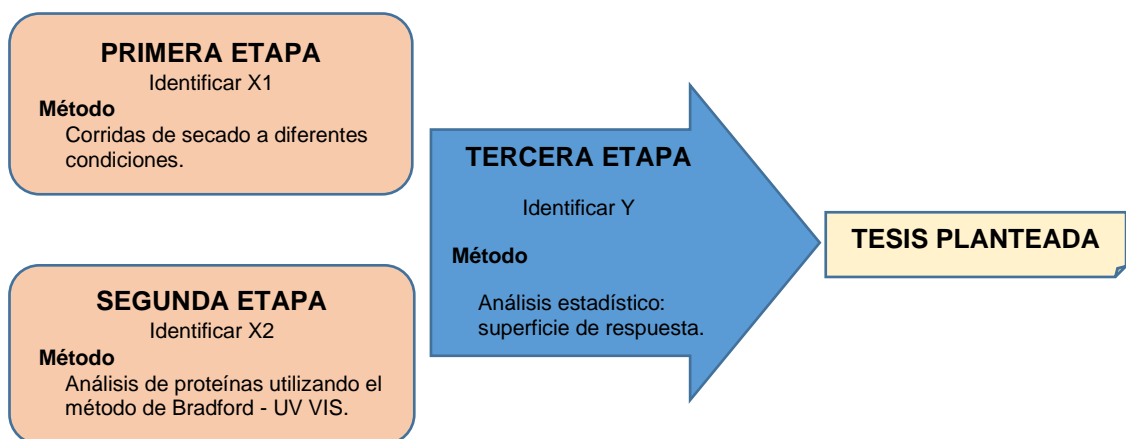 PRIMERA ETAPA
Identificar X1
Método
Corridas de secado a diferentes
condiciones.
SEGUNDA ETAPA
Identificar X2
Método
Análisis de proteínas utilizando el
método de Bradford - UV VIS.
TERCERA ETAPA
Identificar Y
Método
Análisis estadístico:
superficie de respuesta.
TESIS PLANTEADA